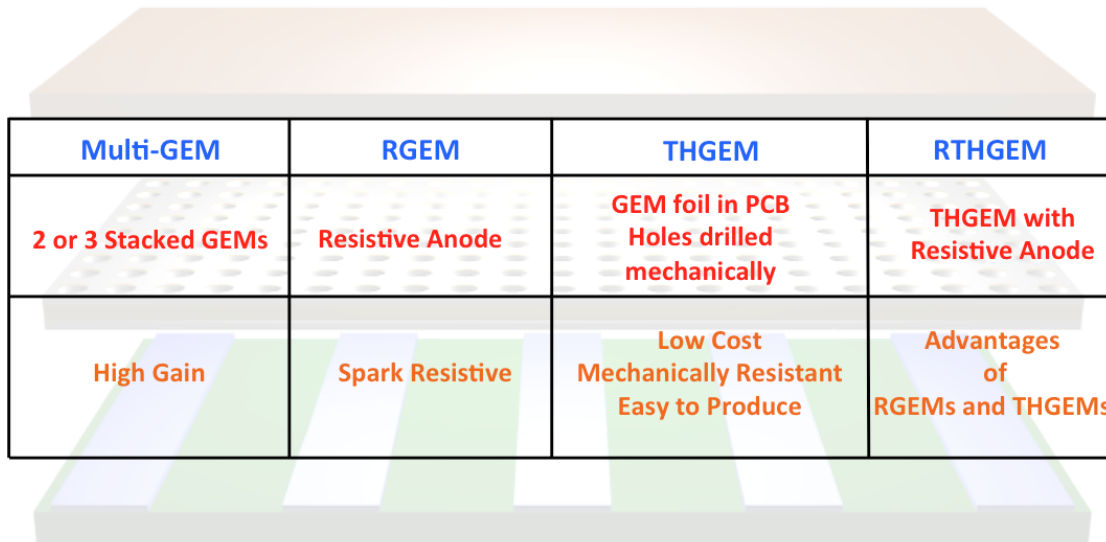 Multi-GEM
RGEM
THGEM
RTHGEM
2 or 3 Stacked GEMs
Resistive Anode
GEM foil in PCB
Holes drilled
mechanically
THGEM with
Resistive Anode
High Gain
Spark Resistive
Low Cost
Mechanically Resistant
Easy to Produce
Advantages
of
RGEMs and THGEMs